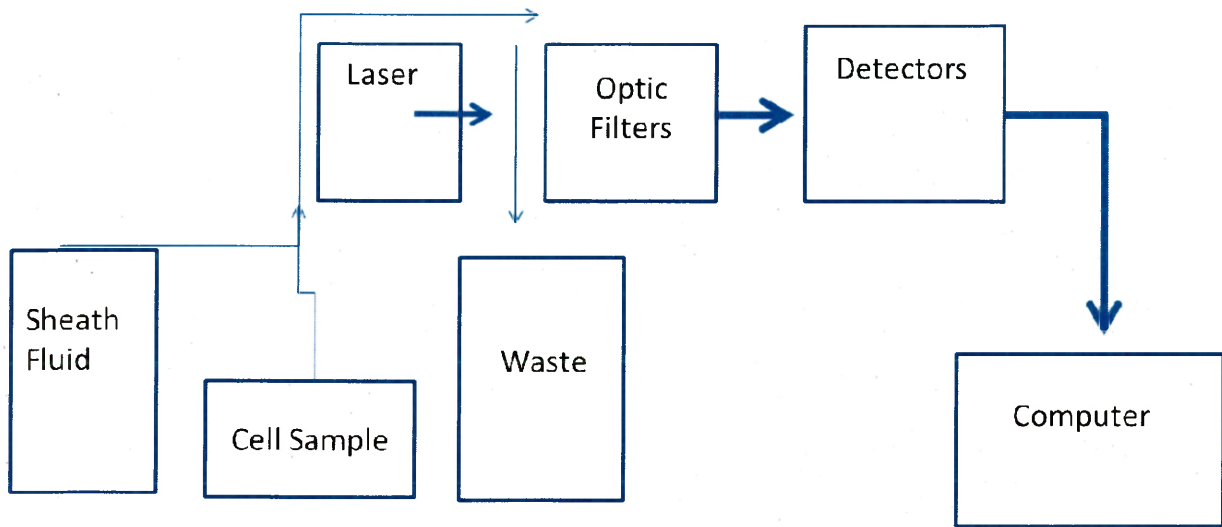 Laser
Optic
Filters
Detectors
Sheath
Fluid
Cell Sample
Waste
Computer